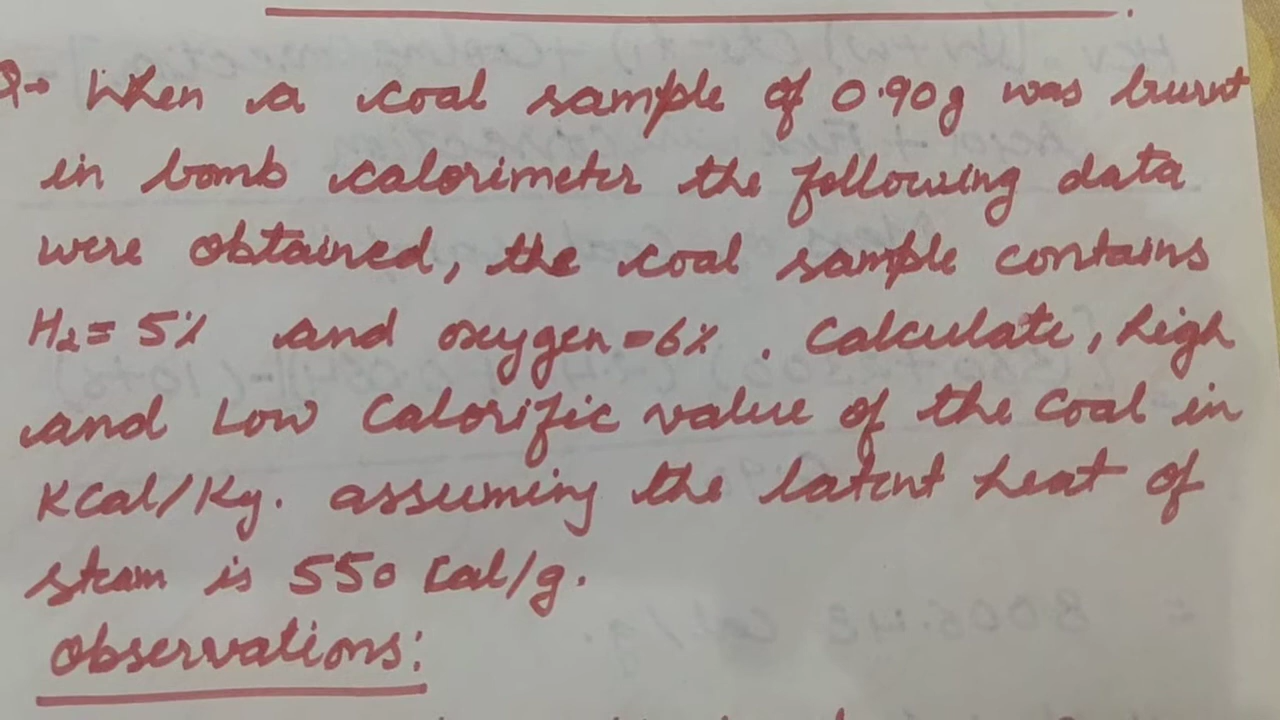 Q→ When a coal sample of 0.90g was burnt
in bomb calorimeter the following data
were obtained, the coal sample contains
H₂= 5% and oxygen=6%. Calculate, high
and Low Calorific value of the Coal in
KCal/Kg. assuming the latent heat of
steam is 550 Cal/g.
Observations: